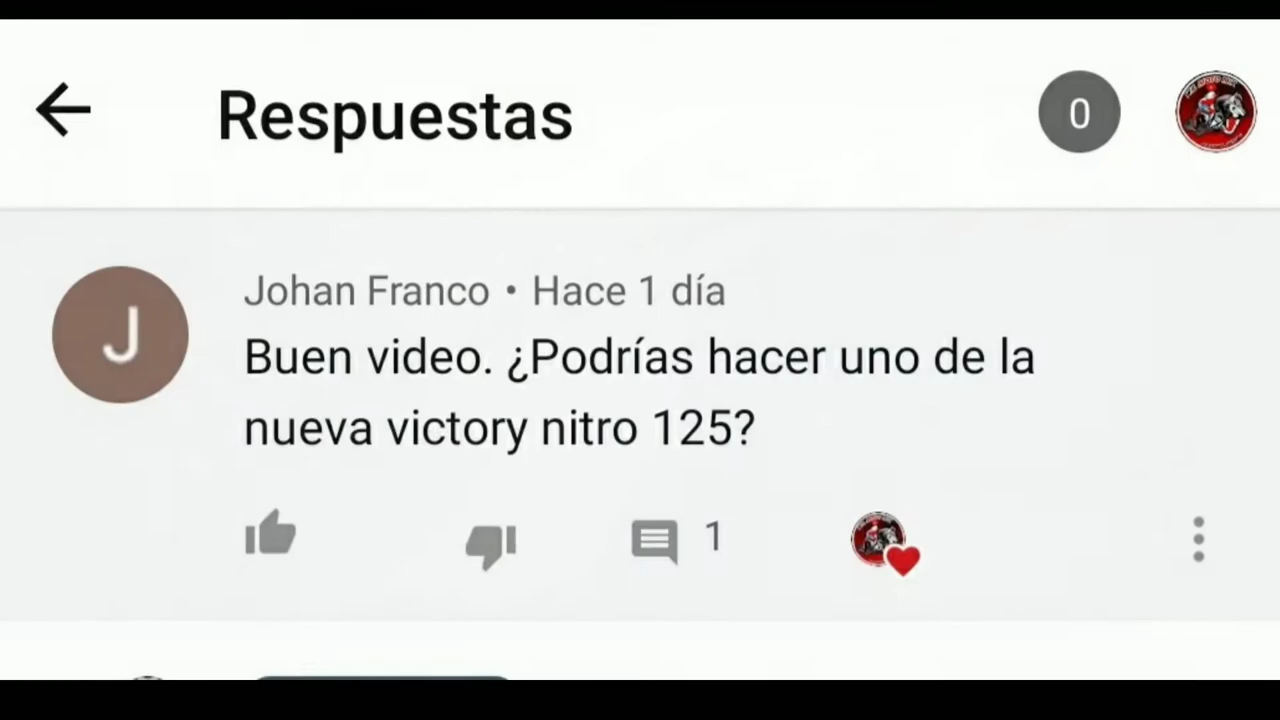 Respuestas
0
J
Johan Franco • Hace 1 día
Buen video. ¿Podrías hacer uno de la
nueva victory nitro 125?
1